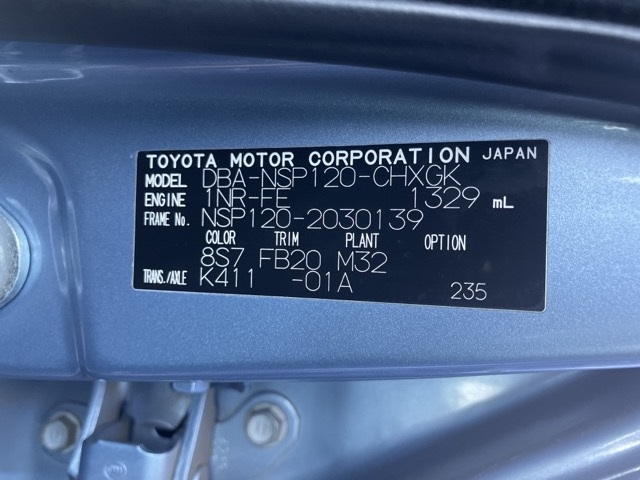 TOYOTA MOTOR CORPORATION JAPAN
MODEL DBA-NSP120-CHXGK
ENGINE 1NR-FE 1329 mL
FRAME No. NSP120-2030139
COLOR TRIM PLANT OPTION
8S7 FB20 M32
TRANS./AXLE K411 -01A
235